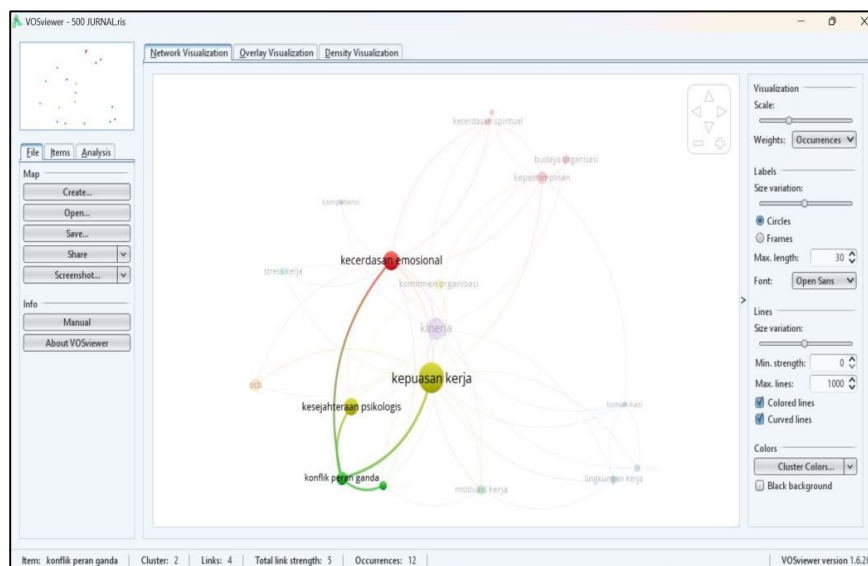 VOSviewer - 500 JURNAL.ris
Network Visualization Overlay Visualization Density Visualization
File Items Analysis
Map
Create...
Open...
Save...
Share
Screenshot...
Info
Manual
About VOSviewer
kecerdasan spiritual
budaya organisasi
kepemimpinan
kompetensi
kecerdasan emosional
stress kerja
komitmen organisasi
kinerja
kepuasan kerja
ocb
kesejahteraan psikologis
komunikasi
konflik peran ganda
motivasi kerja
lingkungan kerja
Visualization
Scale:
Weights: Occurrences
Labels
Size variation:
Circles
Frames
Max. length: 30
Font: Open Sans
Lines
Size variation:
Min. strength: 0
Max. lines: 1000
Colored lines
Curved lines
Colors
Cluster Colors...
Black background
Item: konflik peran ganda Cluster: 2 Links: 4 Total link strength: 5 Occurrences: 12
VOSviewer version 1.6.20